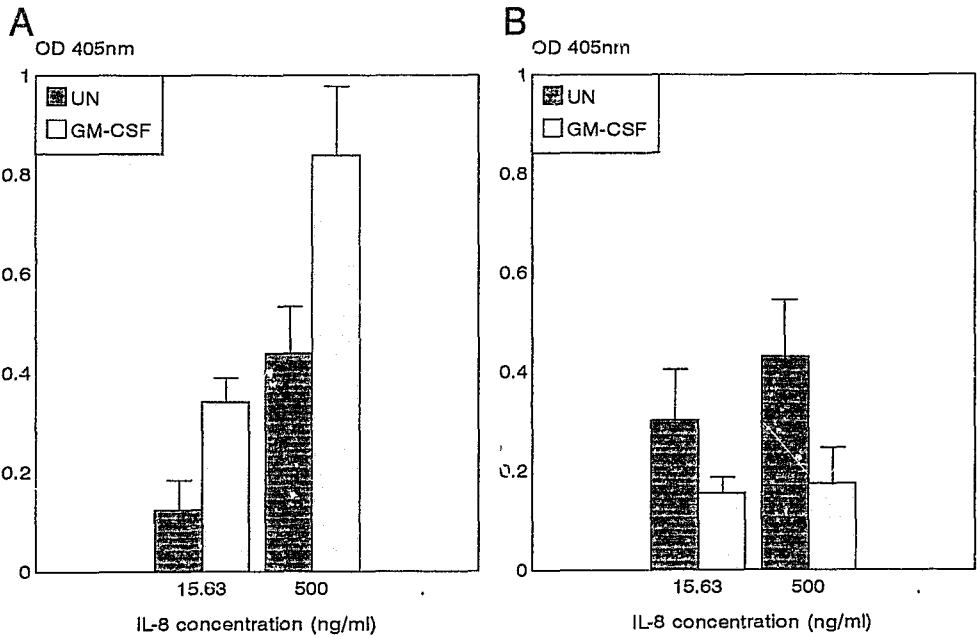 A
OD 405nm
1
0.8
0.6
0.4
0.2
0
UN
GM-CSF
15.63
500
IL-8 concentration (ng/ml)
B
OD 405nm
1
0.8
0.6
0.4
0.2
0
UN
GM-CSF
15.63
500
IL-8 concentration (ng/ml)